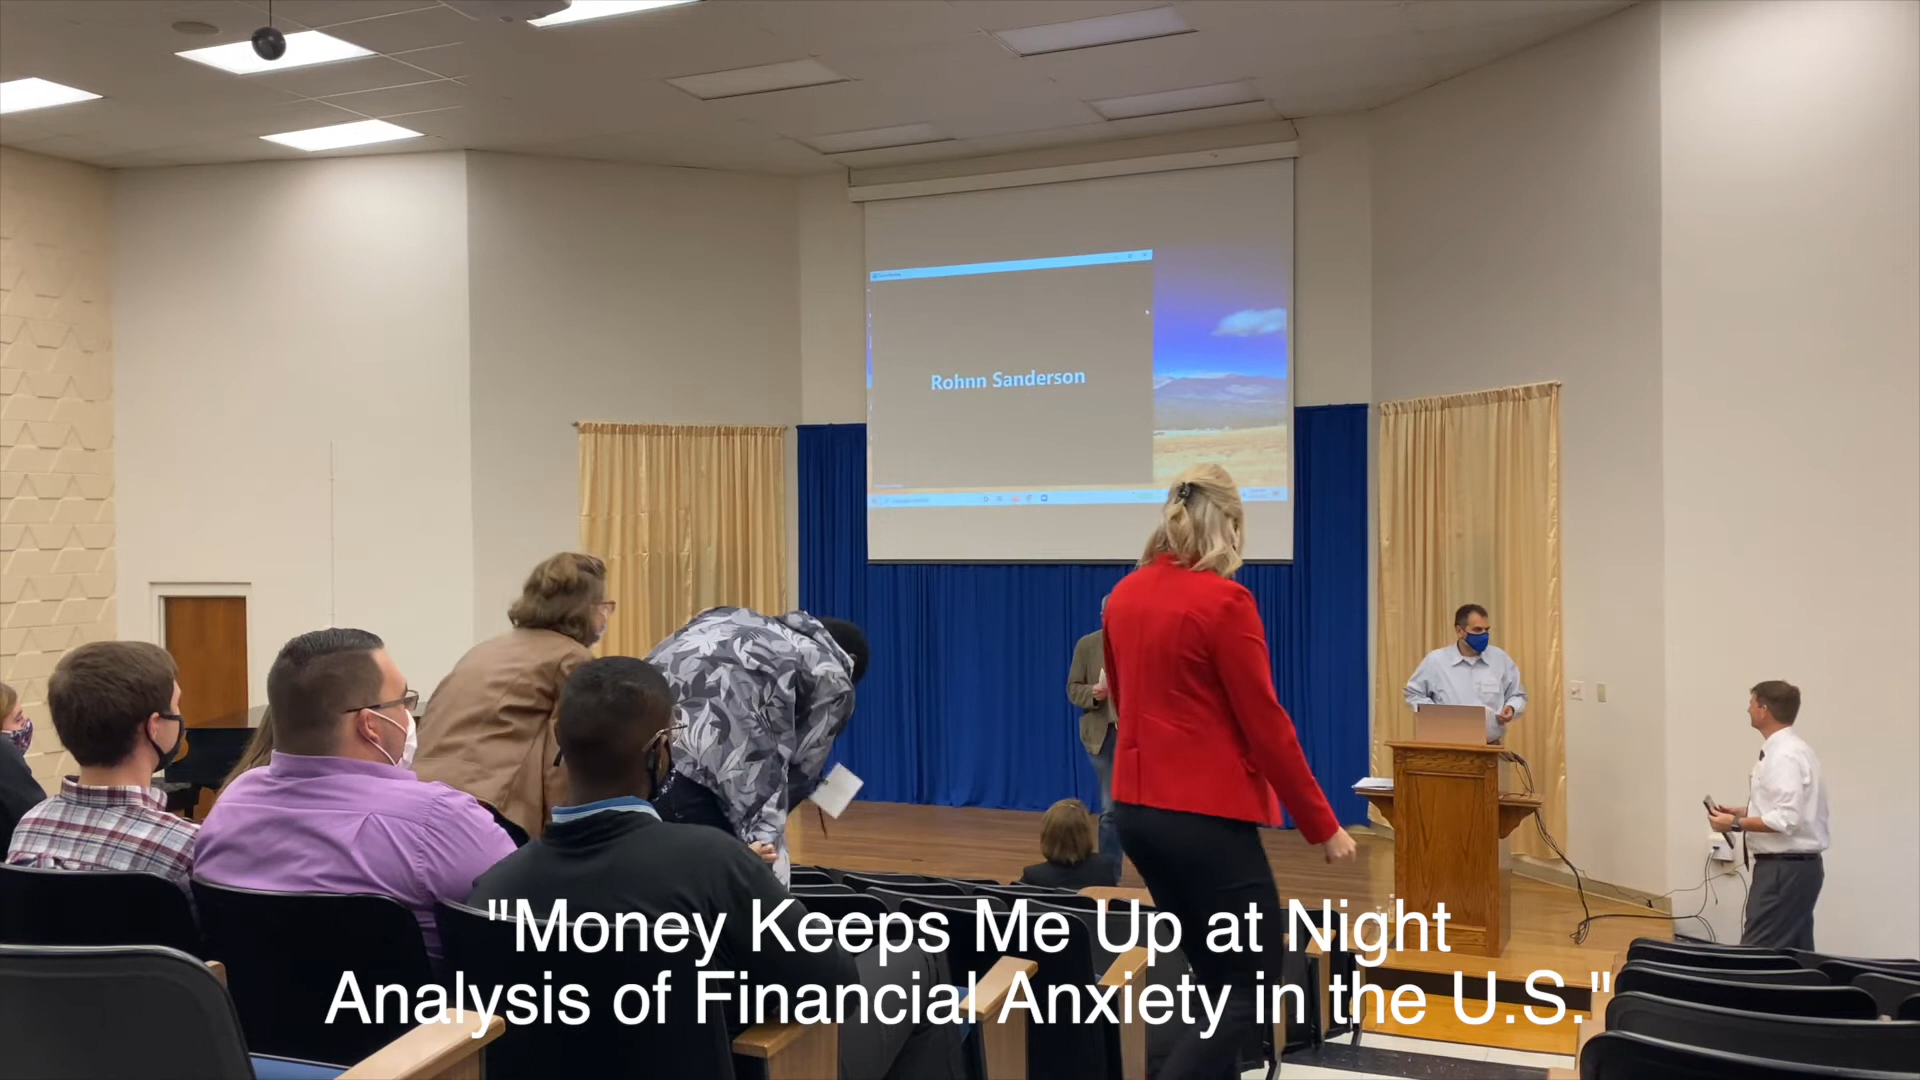 Rohnn Sanderson
"Money Keeps Me Up at Night
Analysis of Financial Anxiety in the U.S."